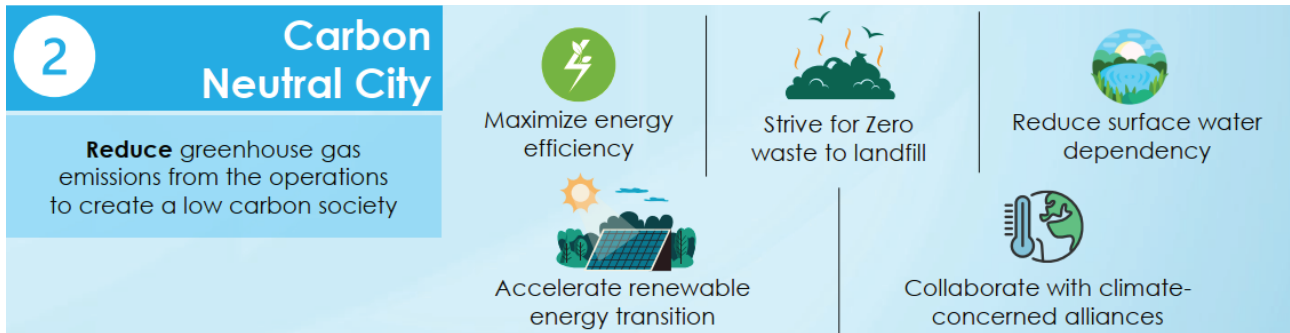 2
Carbon
Neutral City
Reduce greenhouse gas
emissions from the operations
to create a low carbon society
Maximize energy
efficiency
Strive for Zero
waste to landfill
Reduce surface water
dependency
Accelerate renewable
energy transition
Collaborate with climate-
concerned alliances